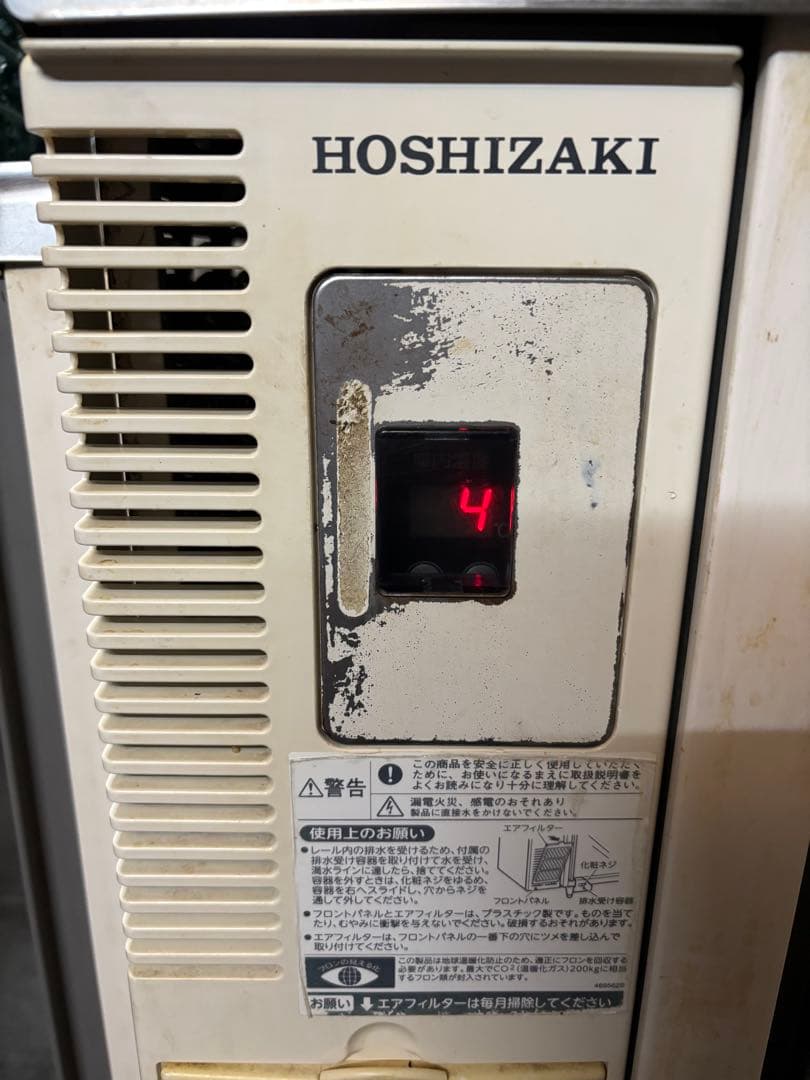 HOSHIZAKI
4
℃
警告
この商品を安全に正しく使用していただく
ために、お使いになるまえに取扱説明書を
よくお読みになり十分に理解してください。
漏電火災、感電のおそれあり
製品に直接水をかけないでください。
使用上のお願い
●レール内の排水を受けるため、付属の
排水受け容器を取り付けて水を受け、
満水ラインに達したら、捨ててください。
容器を外すときは、化粧ネジをゆるめ、
容器を右へスライドし、穴からネジを
通して外してください。
エアフィルター
化粧ネジ
フロントパネル
排水受け容器
●フロントパネルとエアフィルターは、プラスチック製です。ものを当て
たり、むやみに衝撃を与えないでください。破損するおそれがあります。
●エアフィルターは、フロントパネルの一番下の穴にツメを差し込んで
取り付けてください。
フロンの見える化
この製品は地球温暖化防止のため、適正にフロンを回収する
必要があります。最大でCO2(温暖化ガス)200kgに相当
するフロン類が封入されています。
お願い ↓エアフィルターは毎月掃除してください